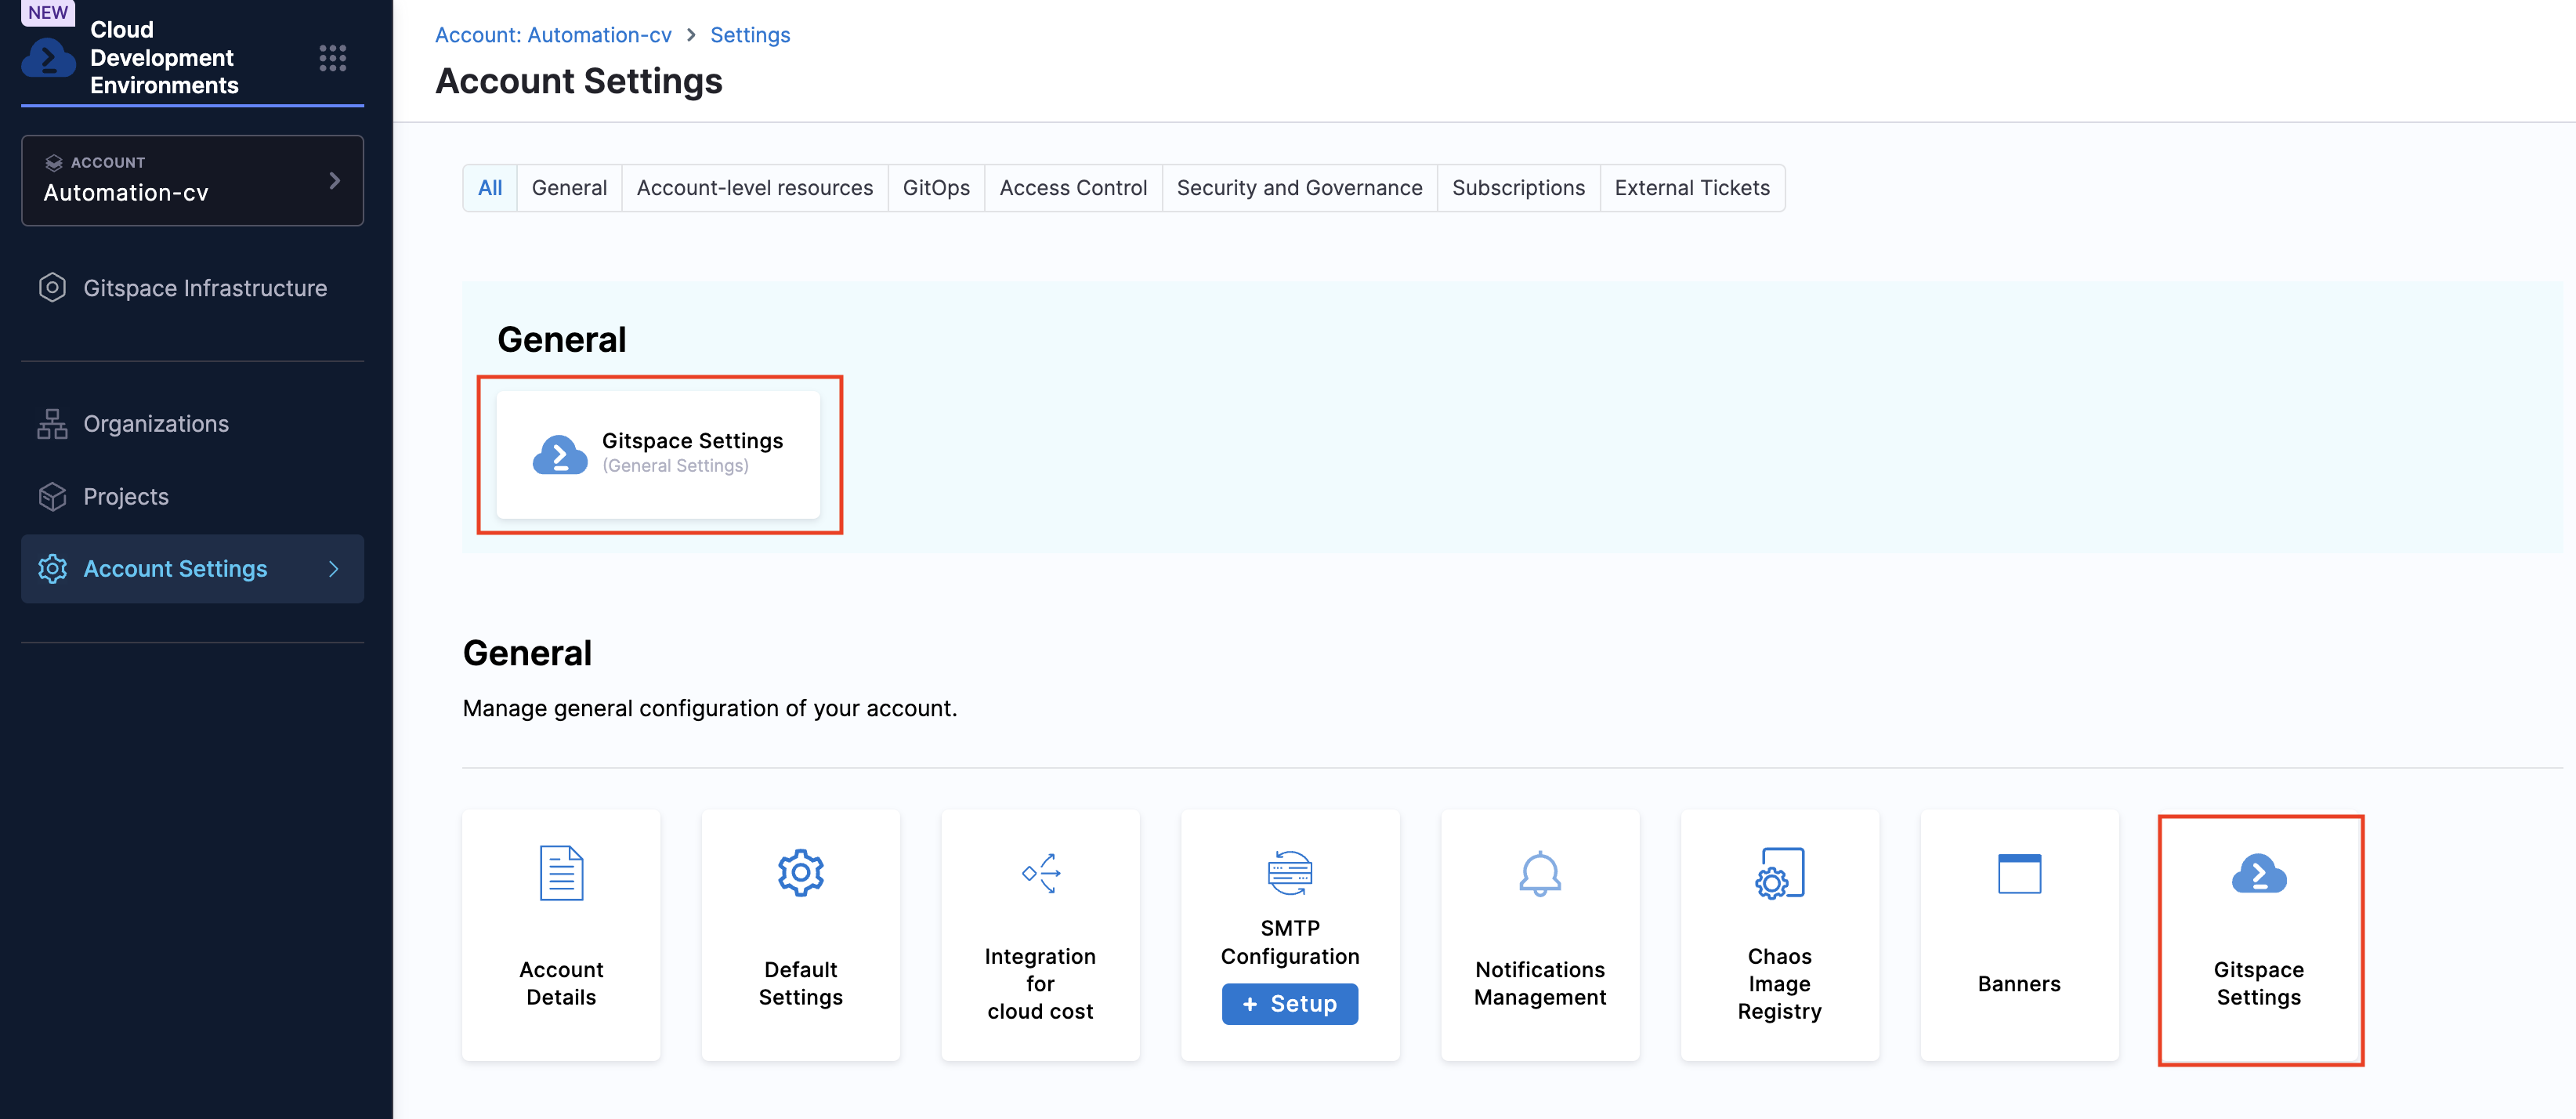 NEW
Cloud
Development
Environments
ACCOUNT
Automation-cv
Gitspace Infrastructure
Organizations
Projects
Account Settings
Account: Automation-cv > Settings
Account Settings
All General Account-level resources GitOps Access Control Security and Governance Subscriptions External Tickets
General
Gitspace Settings
(General Settings)
General
Manage general configuration of your account.
Account
Details
Default
Settings
Integration
for
cloud cost
SMTP
Configuration
+ Setup
Notifications
Management
Chaos
Image
Registry
Banners
Gitspace
Settings